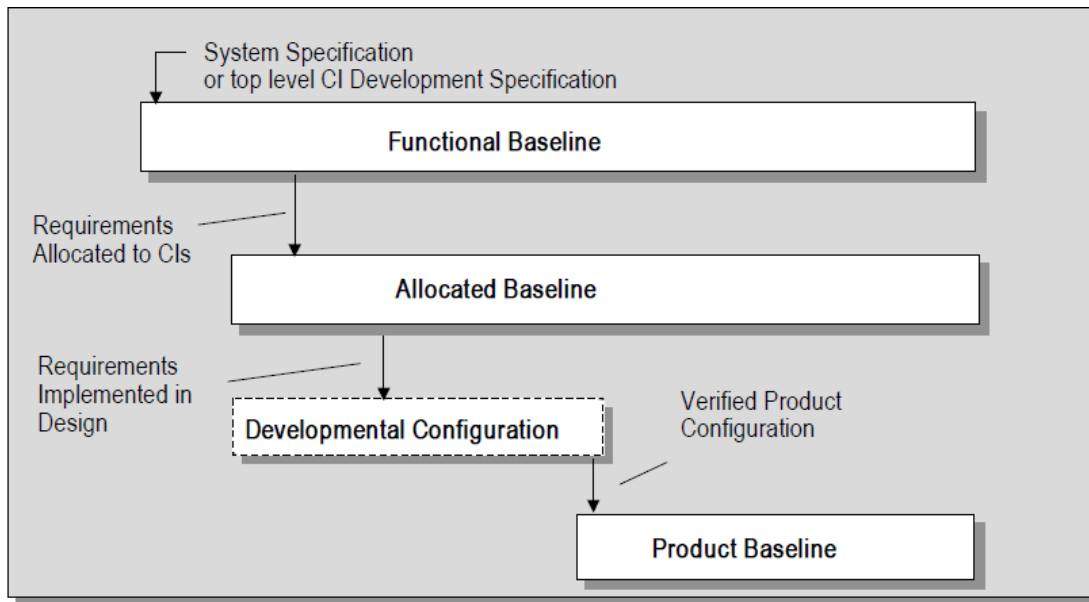 System Specification
or top level CI Development Specification
Functional Baseline
Requirements
Allocated to CIs
Allocated Baseline
Requirements
Implemented in
Design
Developmental Configuration
Verified Product
Configuration
Product Baseline